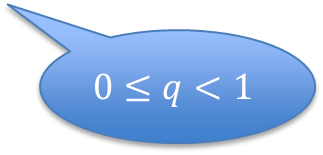 0 ≤ q < 1